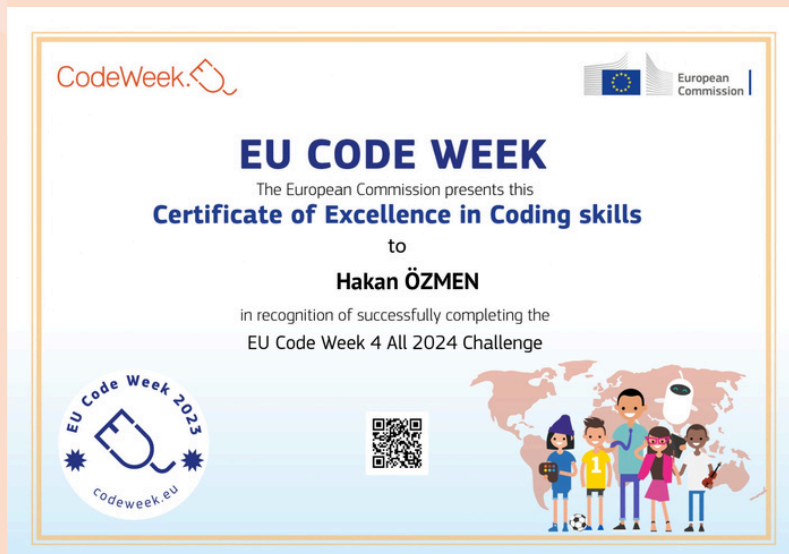 CodeWeek.EU
European
Commission
EU CODE WEEK
The European Commission presents this
Certificate of Excellence in Coding skills
to
Hakan ÖZMEN
in recognition of successfully completing the
EU Code Week 4 All 2024 Challenge
EU Code Week 2023
codeweek.eu
1